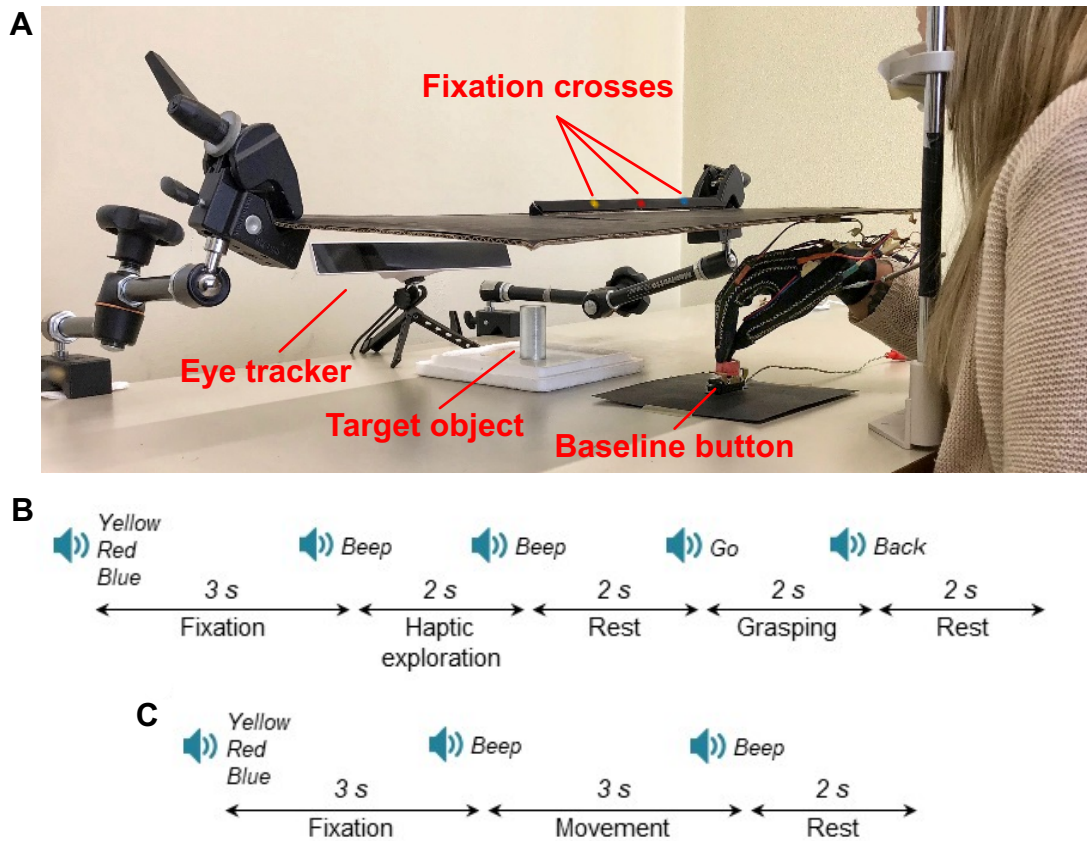 A
Fixation crosses
Eye tracker
Target object
Baseline button
B
Yellow
Red
Blue
Beep
Beep
Go
Back
3 s
2 s
2 s
2 s
2 s
Fixation
Haptic
exploration
Rest
Grasping
Rest
C
Yellow
Red
Blue
Beep
Beep
3 s
3 s
2 s
Fixation
Movement
Rest